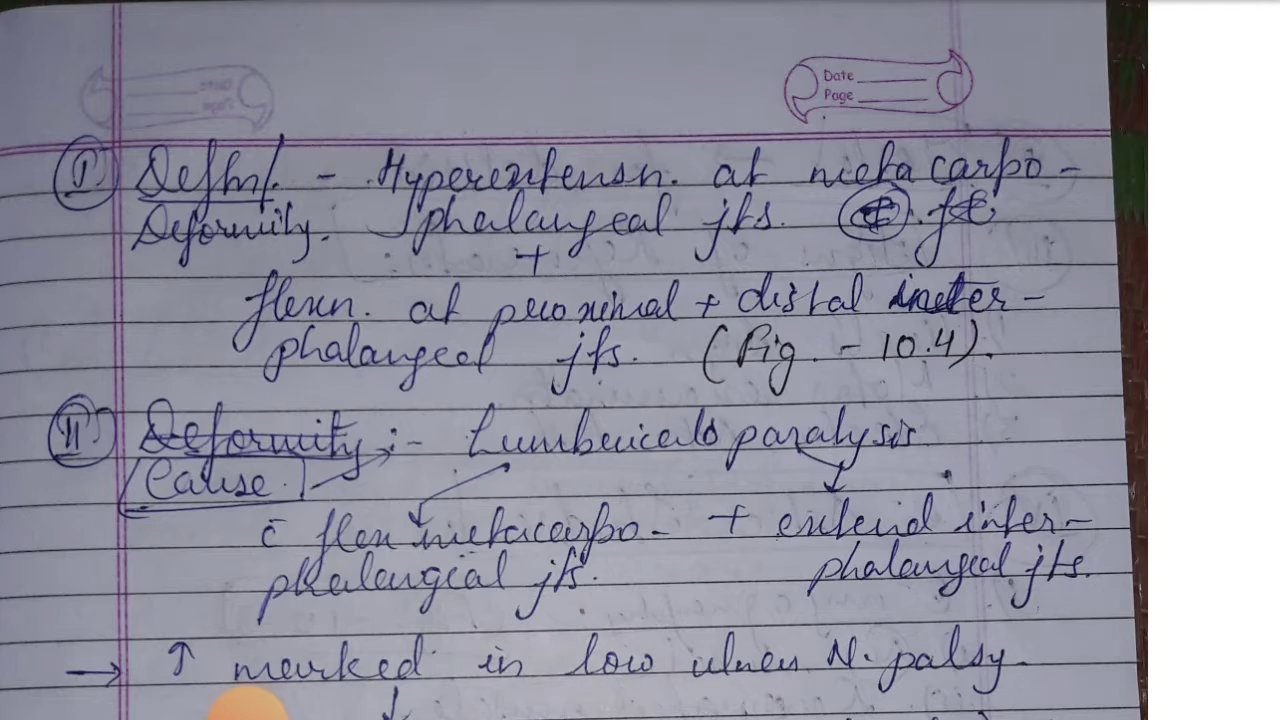 Date
Page
I Defnt. - Hyperextensn. at metacarpo-
Deformity. phalangeal jts.
+
flexn. at proximal + distal inter-
phalangeal jts. (Fig. - 10.4).
II Deformity :- Lumbricals paralysis
Cause.
c̄ flex metacarpo- + extend inter-
phalangeal jts. phalangeal jts.
→ ↑ marked in low ulnar N. palsy.